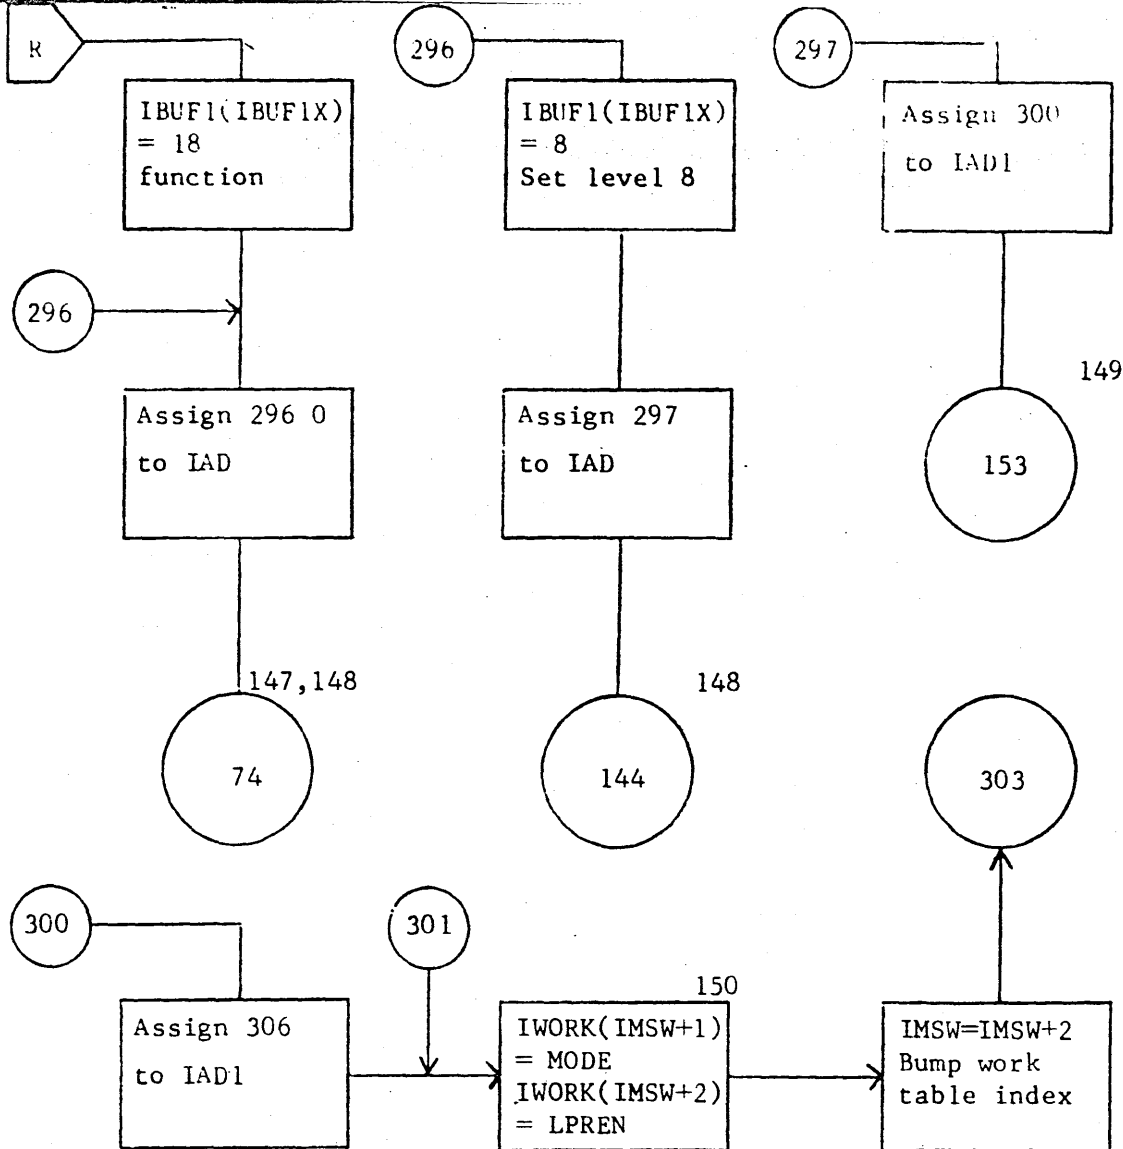 R
IBUF1(IBUF1X)
= 18
function
296
Assign 296 0
to IAD
147,148
74
296
IBUF1(IBUF1X)
= 8
Set level 8
Assign 297
to IAD
148
144
297
Assign 300
to IAD1
149
153
303
300
Assign 306
to IAD1
301
150
IWORK(IMSW+1)
= MODE
IWORK(IMSW+2)
= LPREN
IMSW=IMSW+2
Bump work
table index